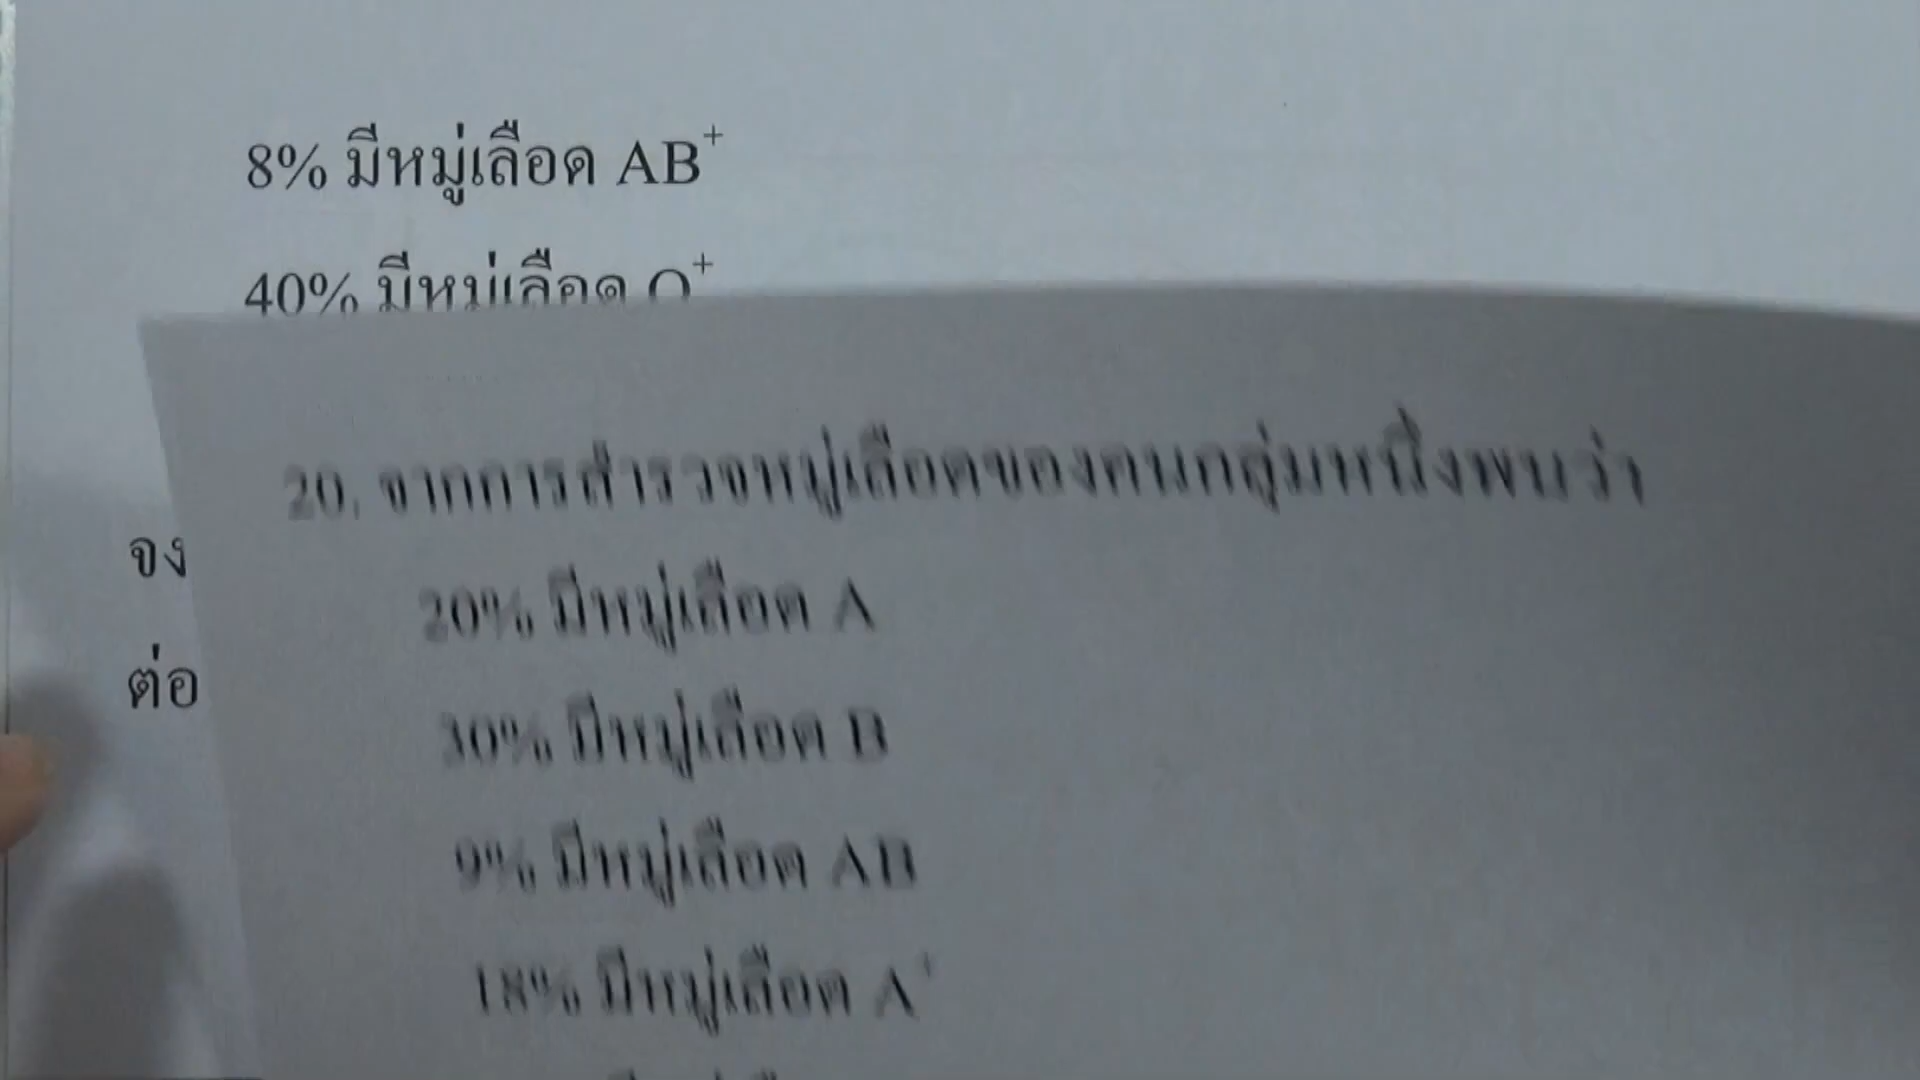 8% มีหมู่เลือด AB⁺
40% มีหมู่เลือด O⁺
จง
ต่อ
20. จากการสำรวจหมู่เลือดของคนกลุ่มหนึ่งพบว่า
20% มีหมู่เลือด A
30% มีหมู่เลือด B
9% มีหมู่เลือด AB
18% มีหมู่เลือด A⁺